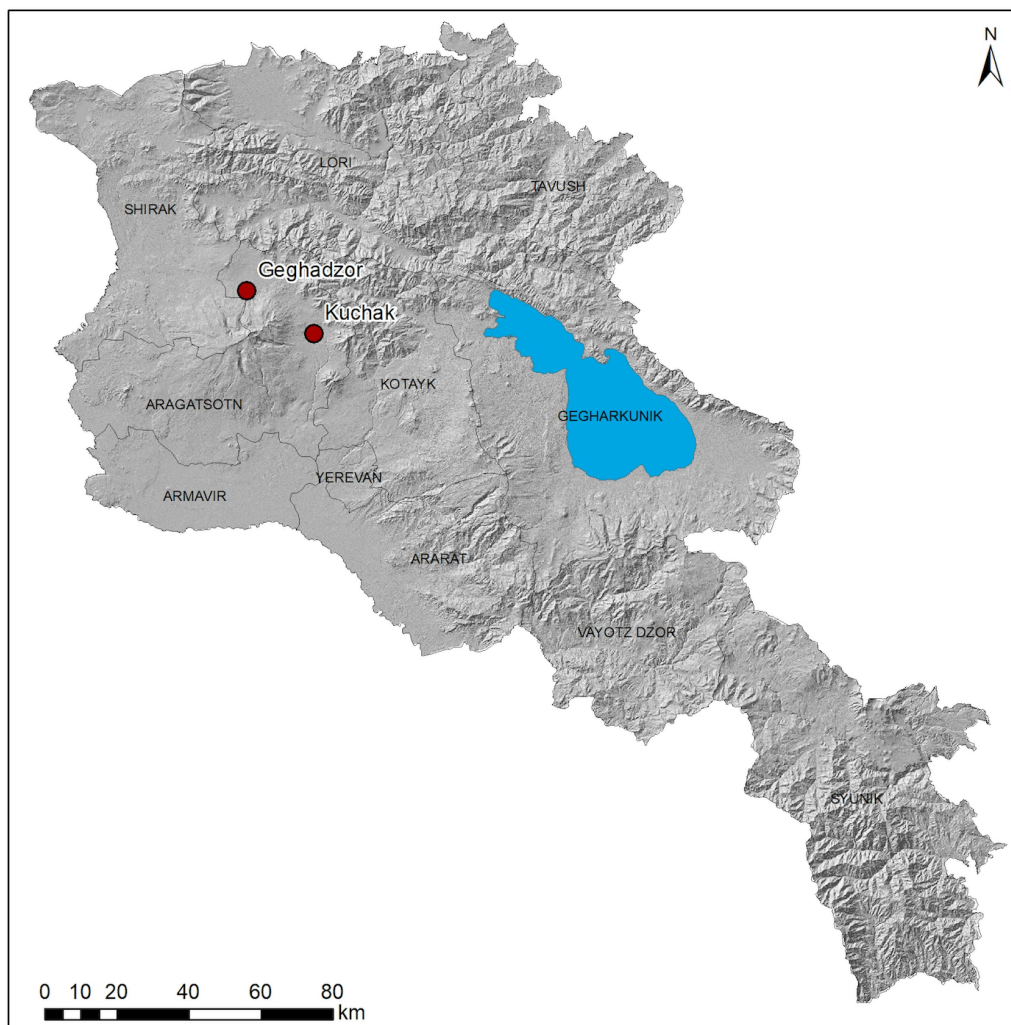 N
LORI
TAVUSH
SHIRAK
Geghadzor
Kuchak
KOTAYK
ARAGATSOTN
GEGHARKUNIK
YEREVAN
ARMAVIR
ARARAT
VAYOTZ DZOR
SYUNIK
0 10 20 40 60 80
km